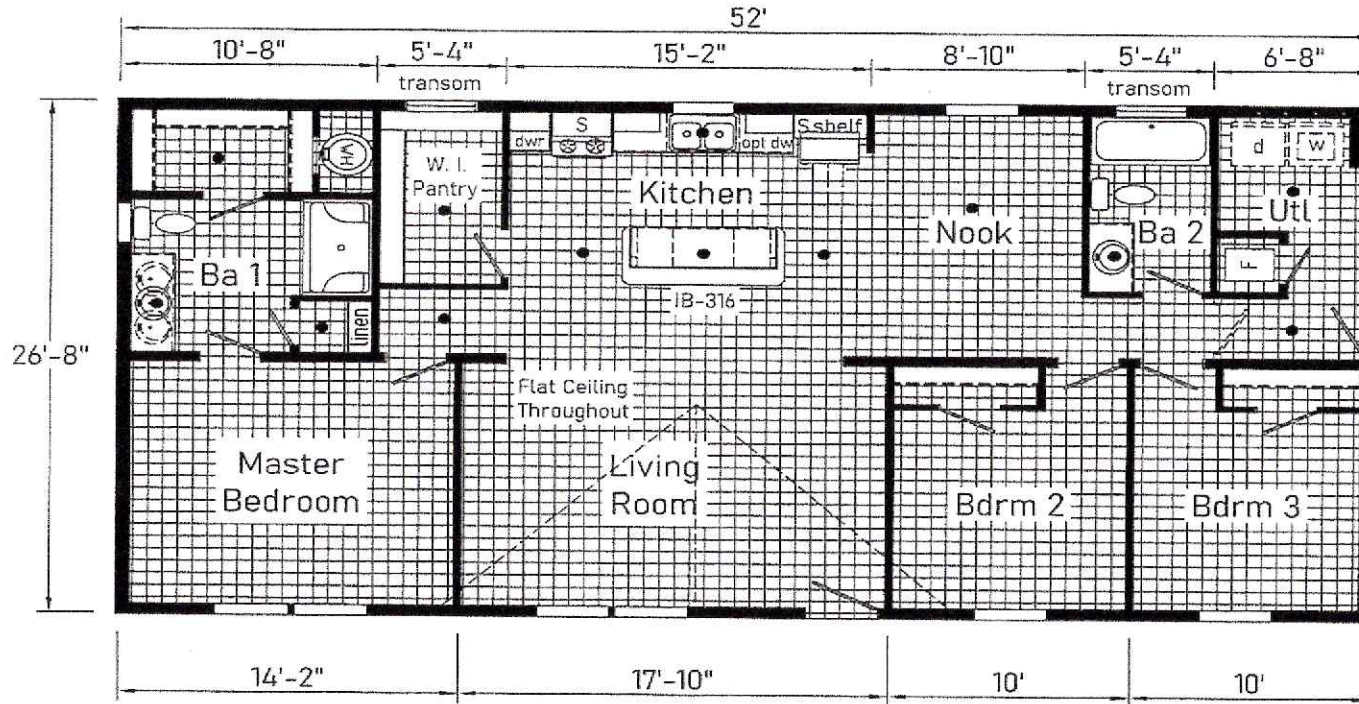 52'
10'-8"
5'-4"
15'-2"
8'-10"
5'-4"
6'-8"
transom
transom
S
S.shelf
dwr
opt dw
WH
W. I.
Pantry
Kitchen
d
w
Nook
Ba 2
Utl
Ba 1
F
IB-316
linen
26'-8"
Flat Ceiling
Throughout
Master
Bedroom
Living
Room
Bdrm 2
Bdrm 3
14'-2"
17'-10"
10'
10'